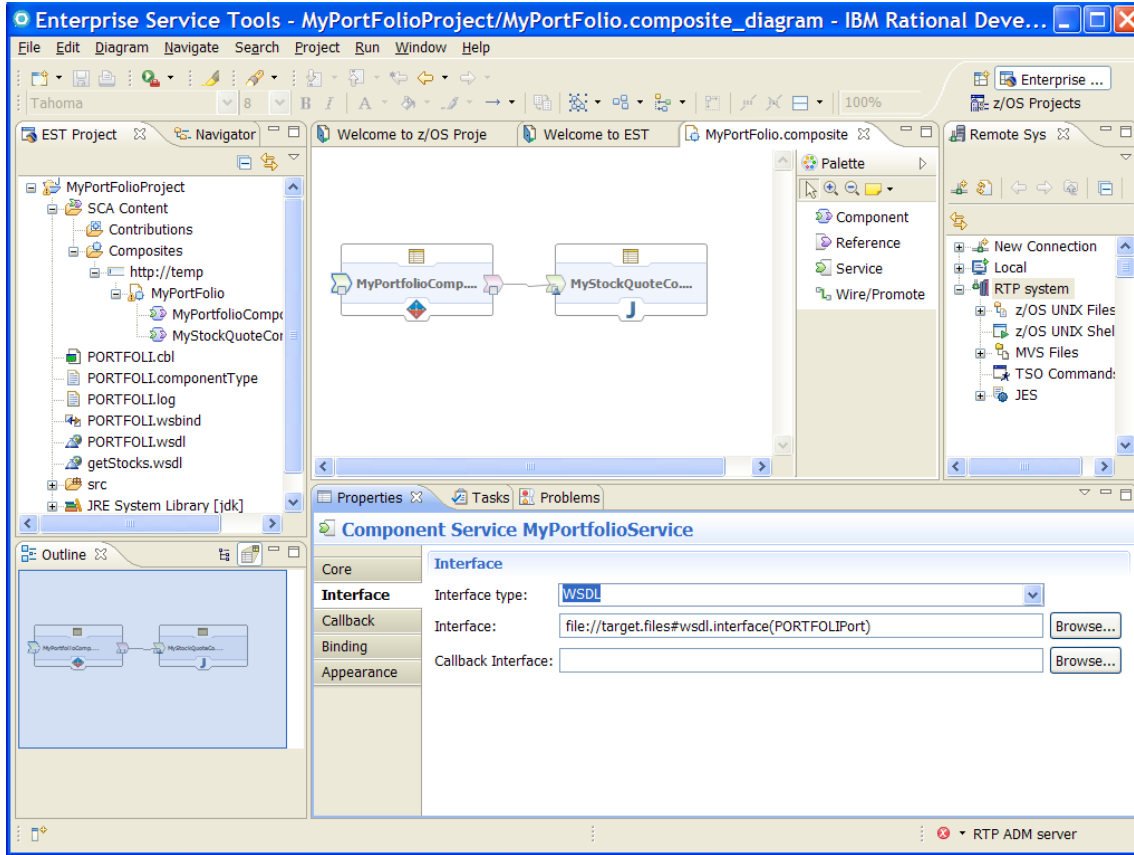 Enterprise Service Tools - MyPortFolioProject/MyPortFolio.composite_diagram - IBM Rational Deve...
File Edit Diagram Navigate Search Project Run Window Help
Enterprise ...
Tahoma 8 B I A 100%
z/OS Projects
EST Project Navigator
MyPortFolioProject
SCA Content
Contributions
Composites
http://temp
MyPortFolio
MyPortfolioCompo
MyStockQuoteCor
PORTFOLI.cbl
PORTFOLI.componentType
PORTFOLI.log
PORTFOLI.wsbind
PORTFOLI.wsdl
getStocks.wsdl
src
JRE System Library [jdk]
Welcome to z/OS Proje Welcome to EST MyPortFolio.composite
MyPortfolioComp....
MyStockQuoteCo....
J
Palette
Component
Reference
Service
Wire/Promote
Remote Sys
New Connection
Local
RTP system
z/OS UNIX Files
z/OS UNIX Shel
MVS Files
TSO Command:
JES
Outline
MyPortfolioComp....
MyStockQuoteCo....
J
Properties Tasks Problems
Component Service MyPortfolioService
Core
Interface
Callback
Binding
Appearance
Interface
Interface type: WSDL
Interface: file://target.files#wsdl.interface(PORTFOLIPort) Browse...
Callback Interface: Browse...
RTP ADM server